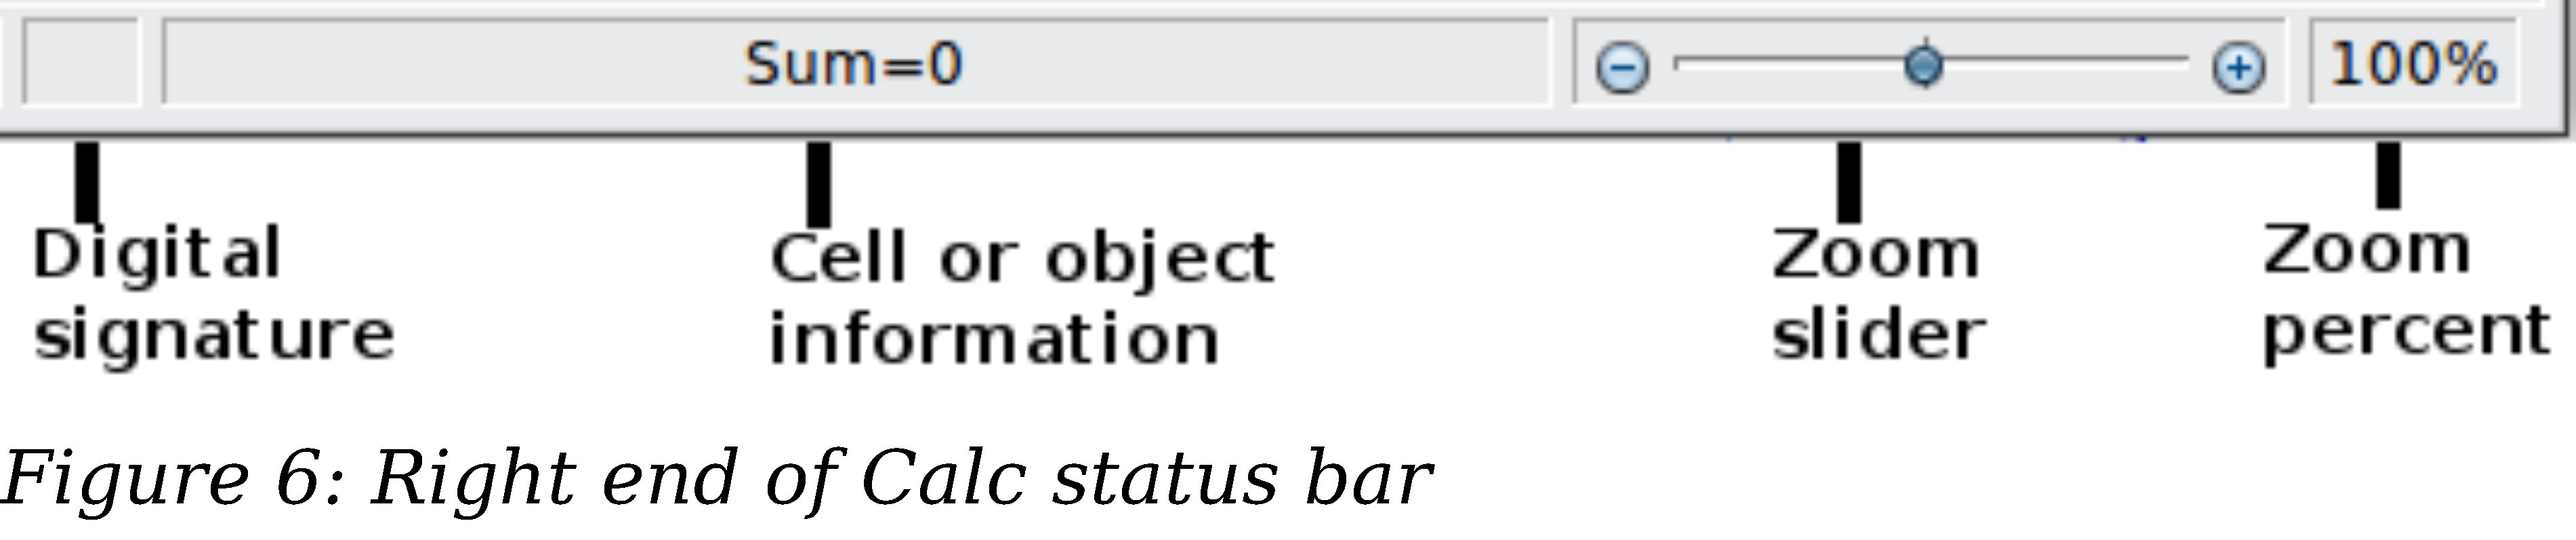 Sum=0 100%
Digital Cell or object Zoom Zoom
signature information slider percent
Figure 6: Right end of Calc status bar